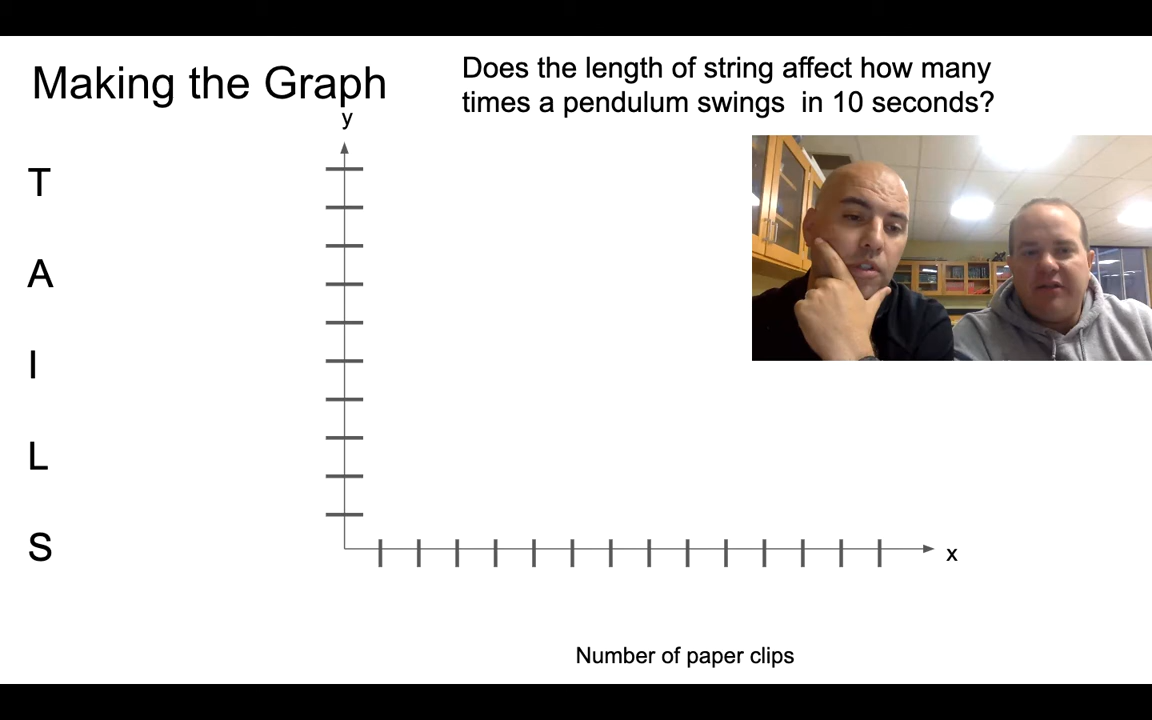 Making the Graph
Does the length of string affect how many
times a pendulum swings in 10 seconds?
y
T
A
I
L
S
x
Number of paper clips